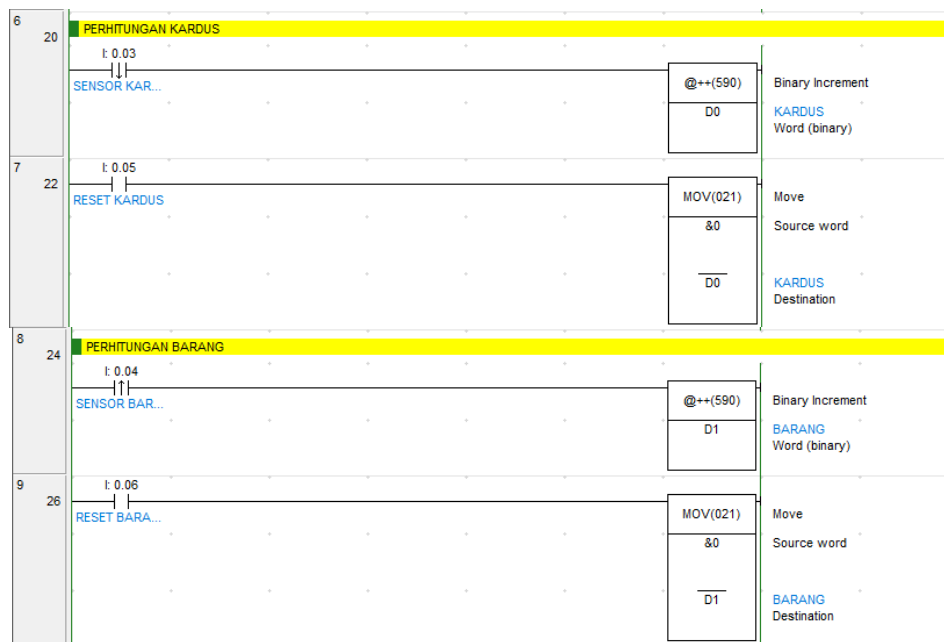 6
20
PERHITUNGAN KARDUS
I: 0.03
SENSOR KAR...
@++(590)
Binary Increment
D0
KARDUS
Word (binary)
7
22
I: 0.05
RESET KARDUS
MOV(021)
Move
&0
Source word
D0
KARDUS
Destination
8
24
PERHITUNGAN BARANG
I: 0.04
SENSOR BAR...
@++(590)
Binary Increment
D1
BARANG
Word (binary)
9
26
I: 0.06
RESET BARA...
MOV(021)
Move
&0
Source word
D1
BARANG
Destination